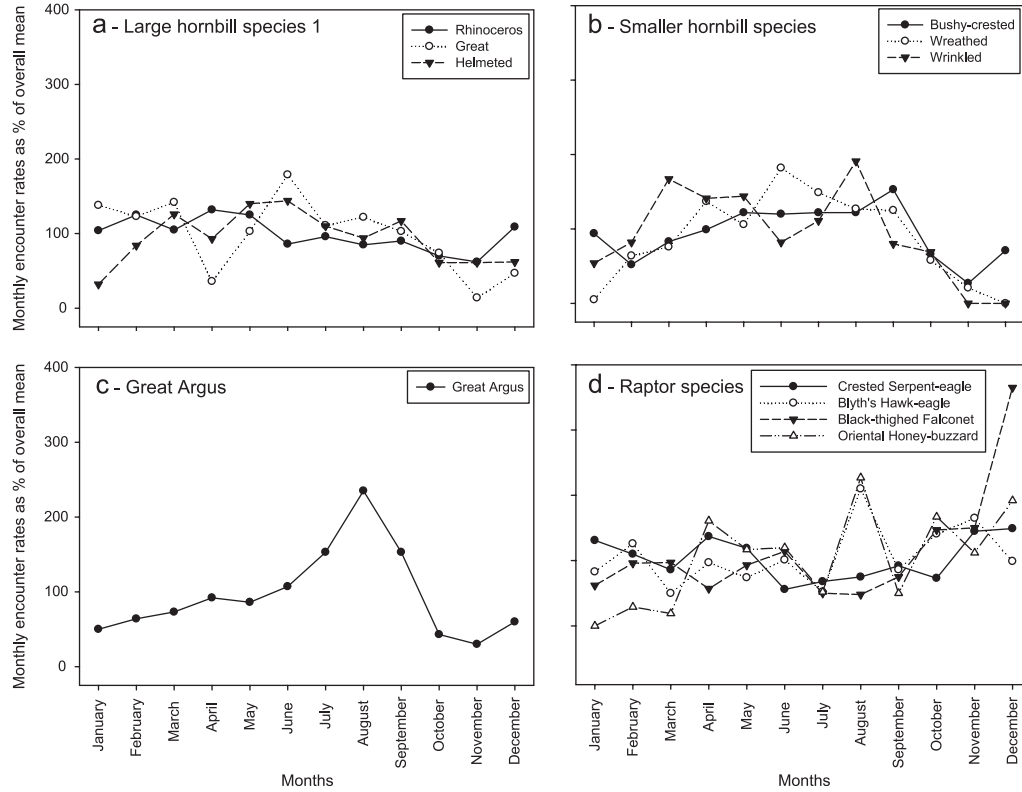 a - Large hornbill species 1
Rhinoceros
Great
Helmeted
400
300
200
100
0
Monthly encounter rates as % of overall mean
b - Smaller hornbill species
Bushy-crested
Wreathed
Wrinkled
c - Great Argus
Great Argus
400
300
200
100
0
Monthly encounter rates as % of overall mean
January
February
March
April
May
June
July
August
September
October
November
December
Months
d - Raptor species
Crested Serpent-eagle
Blyth's Hawk-eagle
Black-thighed Falconet
Oriental Honey-buzzard
January
February
March
April
May
June
July
August
September
October
November
December
Months